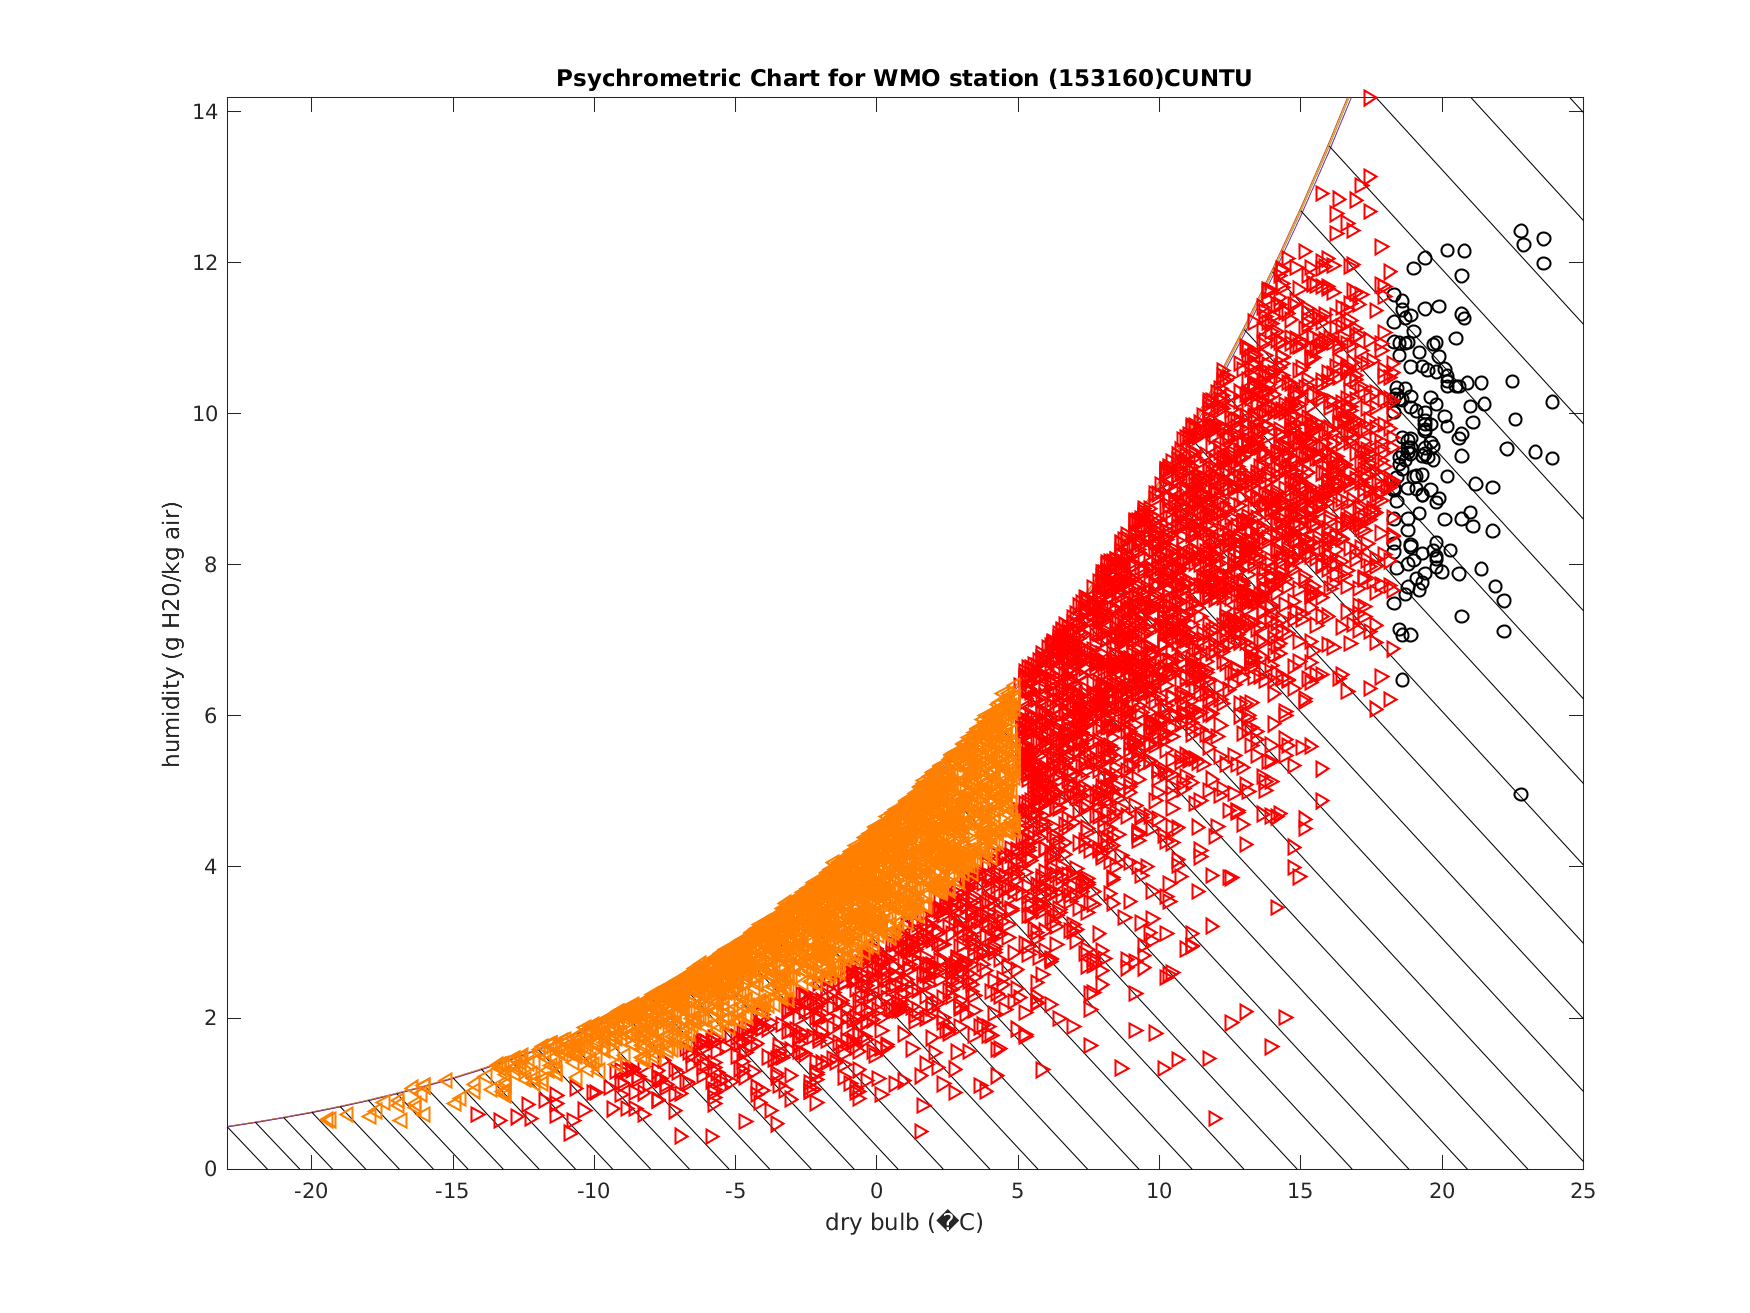 Psychrometric Chart for WMO station (153160)CUNTU
14
12
10
8
6
4
2
0
humidity (g H20/kg air)
-20 -15 -10 -5 0 5 10 15 20 25
dry bulb (�C)